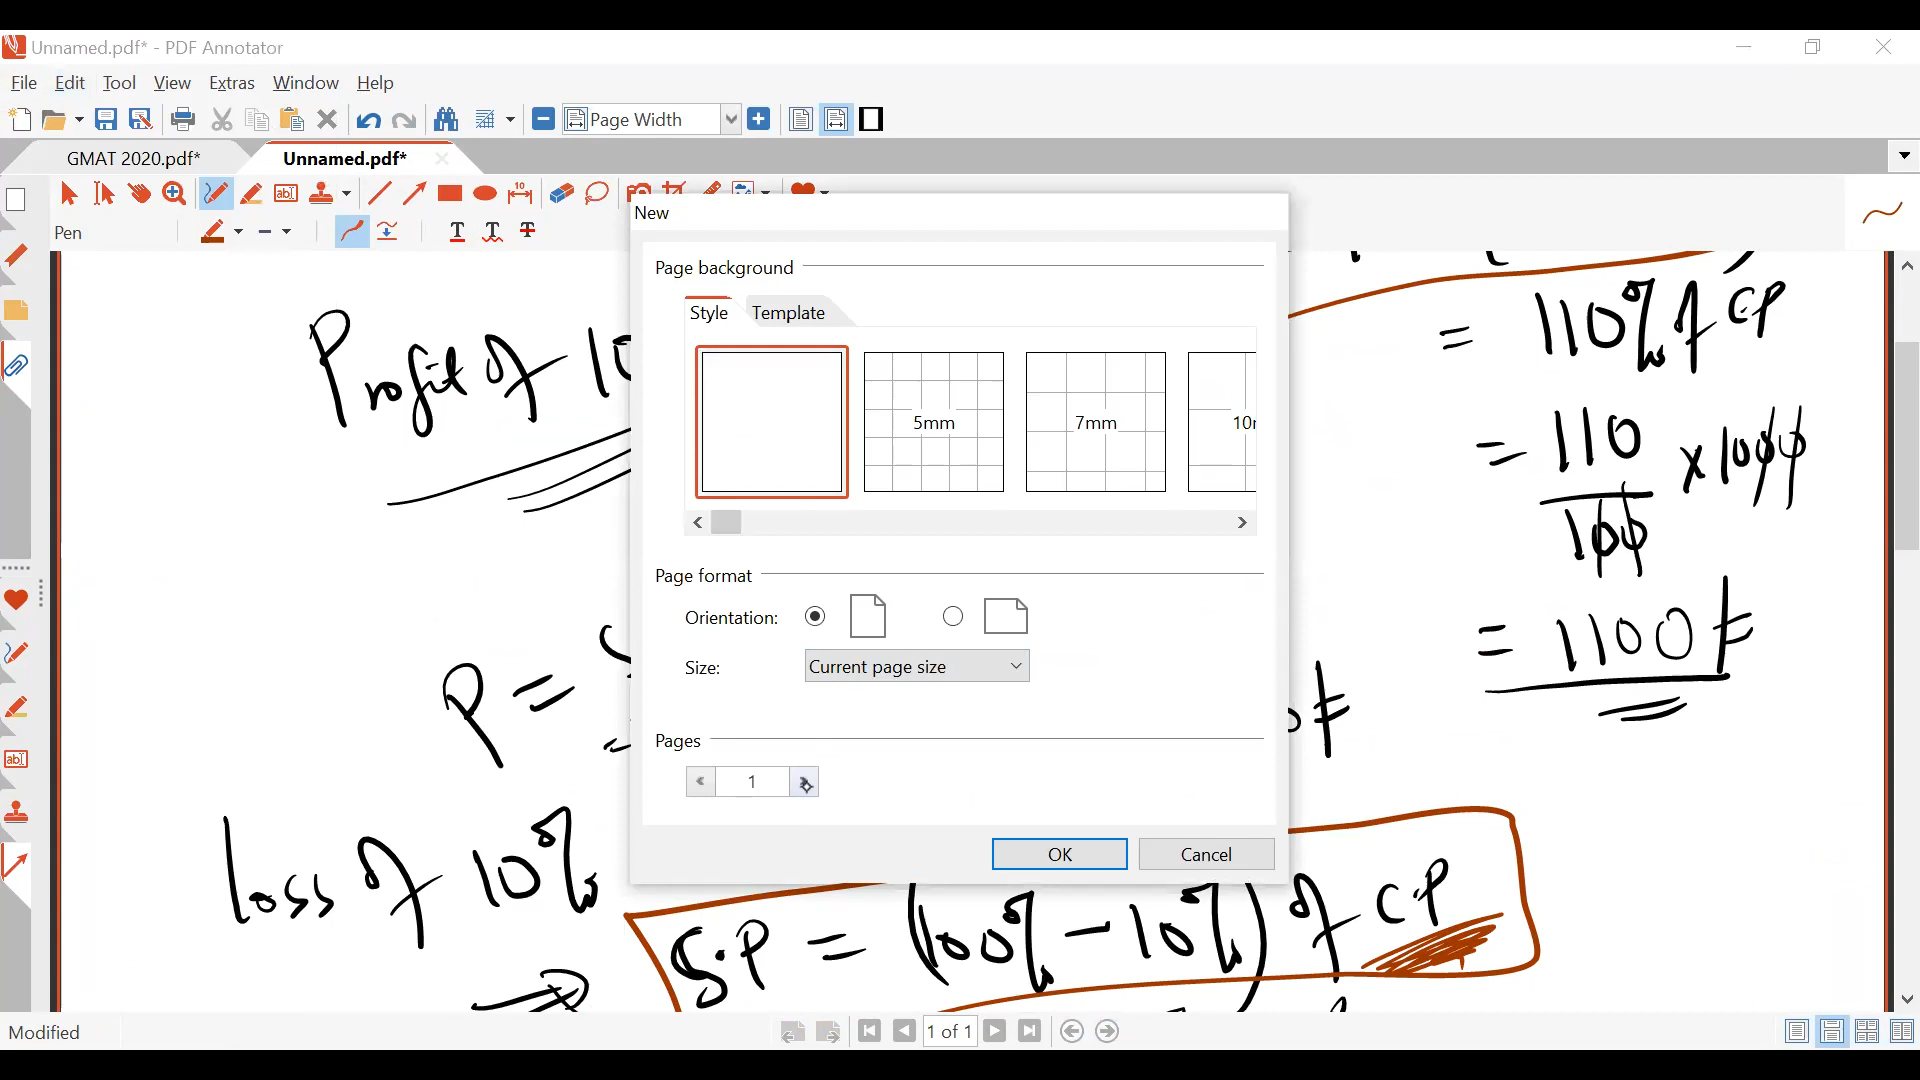 Unnamed.pdf* - PDF Annotator
File Edit Tool View Extras Window Help
Page Width
GMAT 2020.pdf* Unnamed.pdf*
Pen
New
Page background
Style Template
5mm 7mm
Page format
Orientation:
Size: Current page size
Pages
1
OK Cancel
Profit of 10
= 110% of CP
= 110/100 x 1000
= 1100 ₹
P =
Loss of 10%
S.P = (100% - 10%) of C.P
Modified
1 of 1